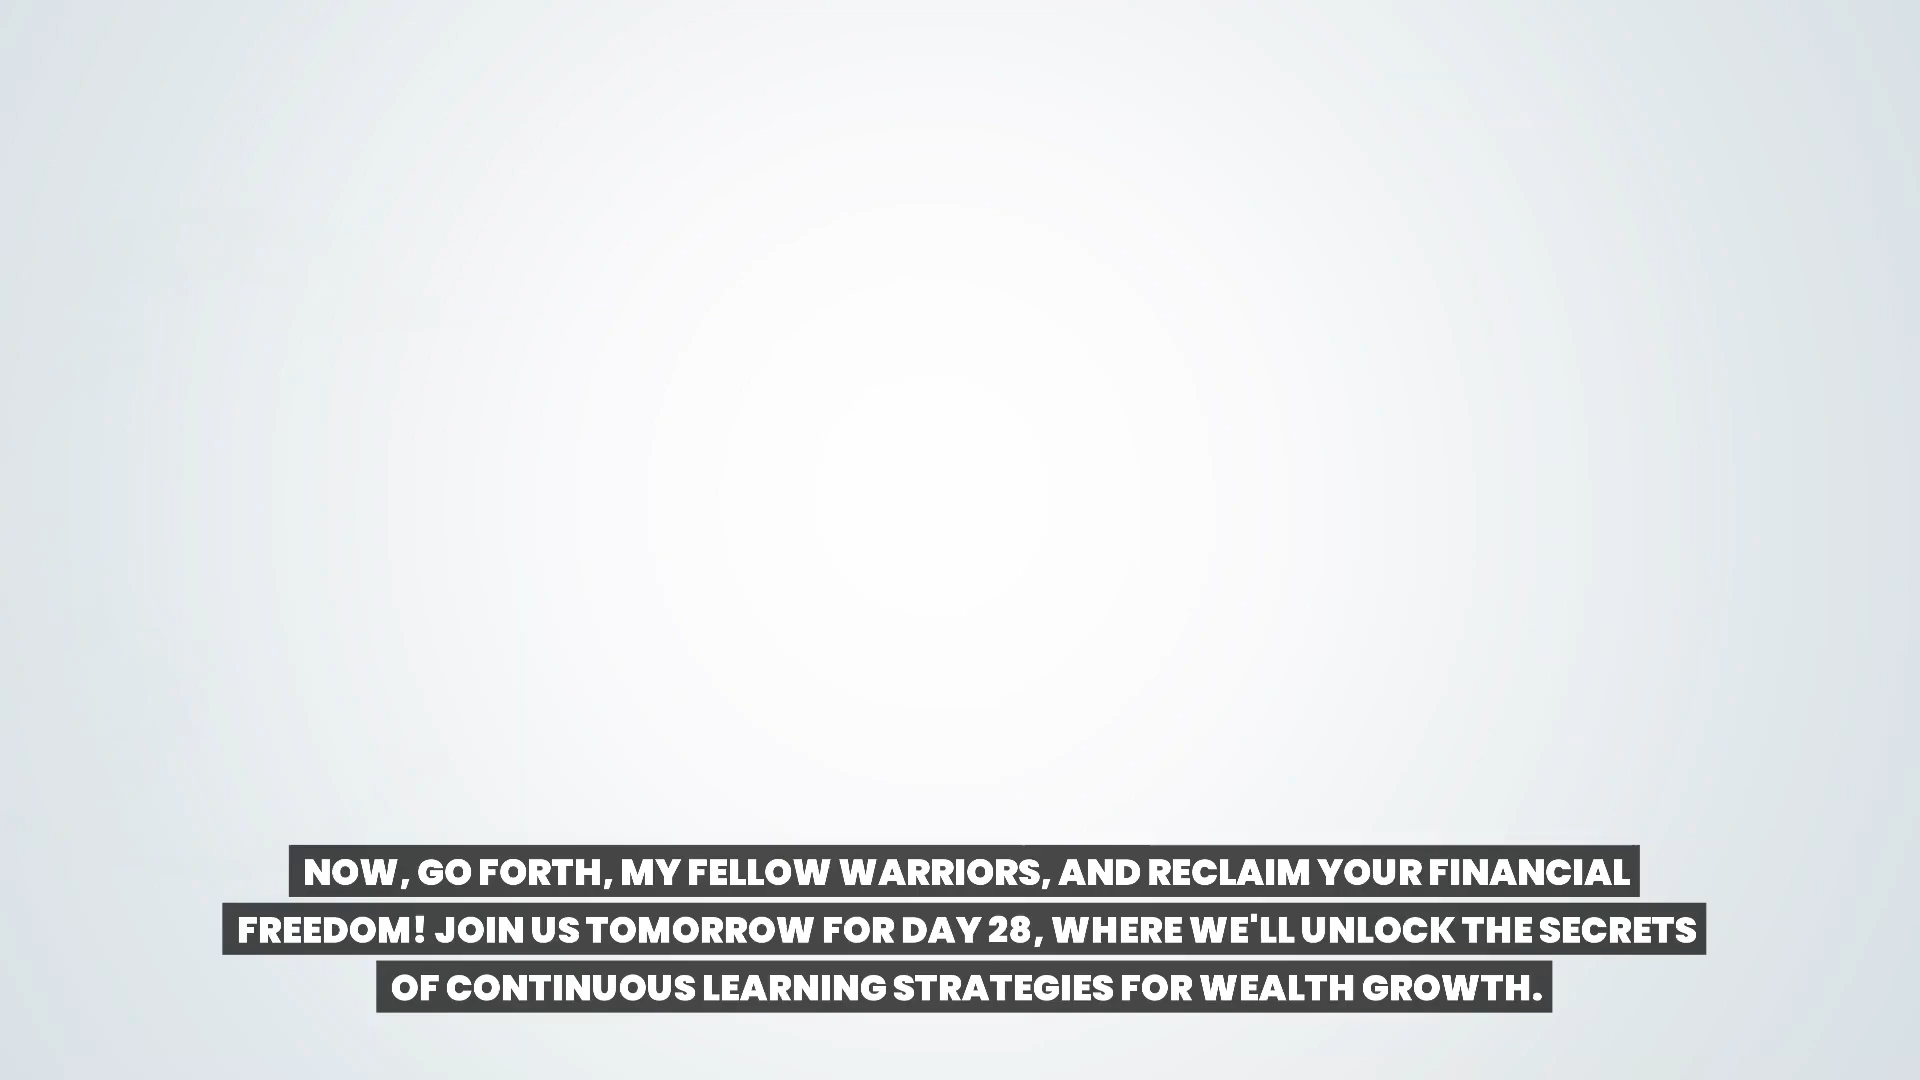 NOW, GO FORTH, MY FELLOW WARRIORS, AND RECLAIM YOUR FINANCIAL
FREEDOM! JOIN US TOMORROW FOR DAY 28, WHERE WE'LL UNLOCK THE SECRETS
OF CONTINUOUS LEARNING STRATEGIES FOR WEALTH GROWTH.